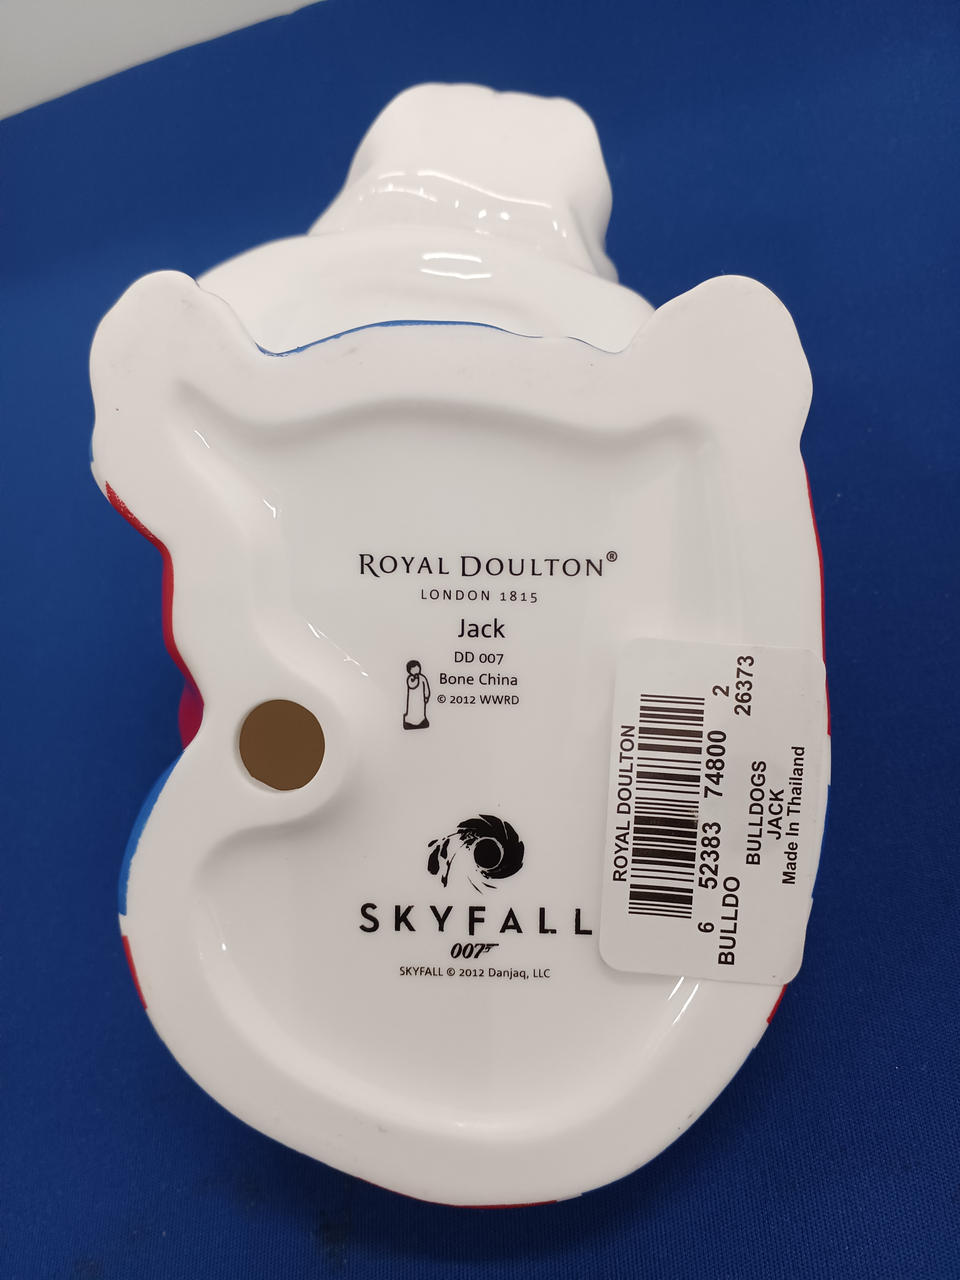 ROYAL DOULTON®
LONDON 1815
Jack
DD 007
Bone China
© 2012 WWRD
SKYFALL
007
SKYFALL © 2012 Danjaq, LLC
ROYAL DOULTON
6 52383 74800 2
BULLDO 26373
BULLDOGS
JACK
Made In Thailand